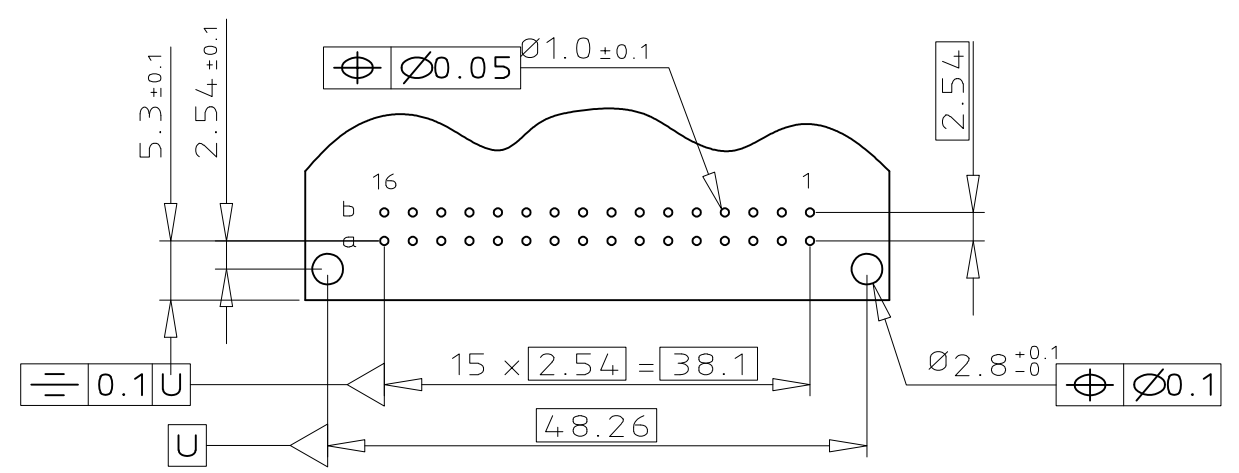 ⌖ Ø0.05
Ø1.0±0.1
2.54
5.3±0.1
2.54±0.1
16
1
b
a
⌯ 0.1 U
15 × 2.54 = 38.1
Ø2.8 +0.1 -0
⌖ Ø0.1
U
48.26